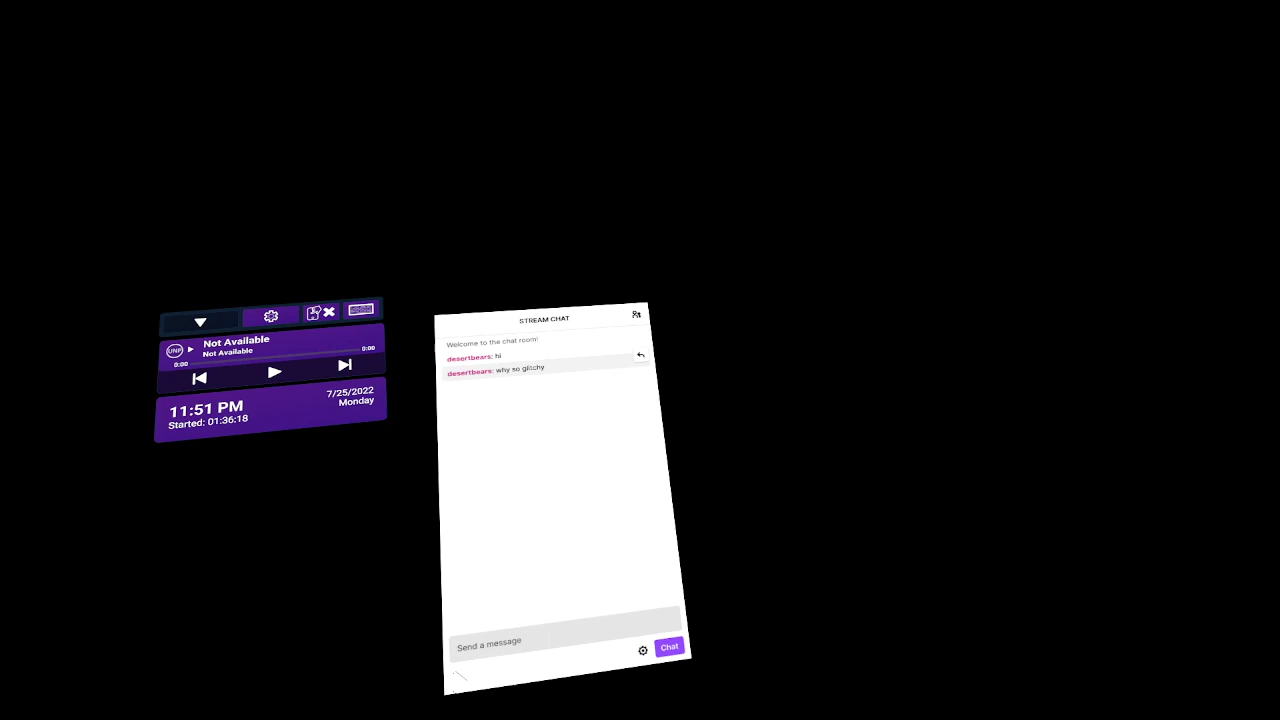 UNP
Not Available
Not Available
0:00
0:00
11:51 PM
Started: 01:36:18
7/25/2022
Monday
STREAM CHAT
Welcome to the chat room!
desertbears: hi
desertbears: why so glitchy
Send a message
Chat